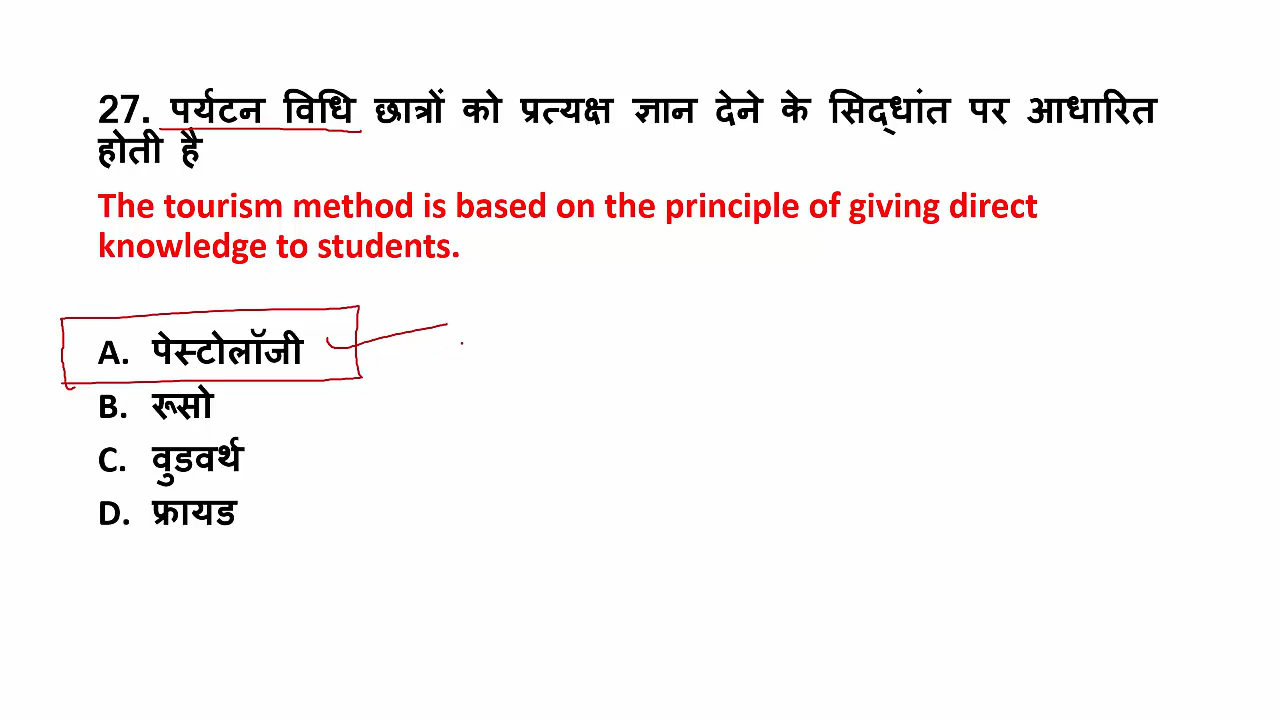 27. पर्यटन विधि छात्रों को प्रत्यक्ष ज्ञान देने के सिद्धांत पर आधारित
होती है
The tourism method is based on the principle of giving direct
knowledge to students.
A. पेस्टोलॉजी
B. रूसो
C. वुडवर्थ
D. फ्रायड